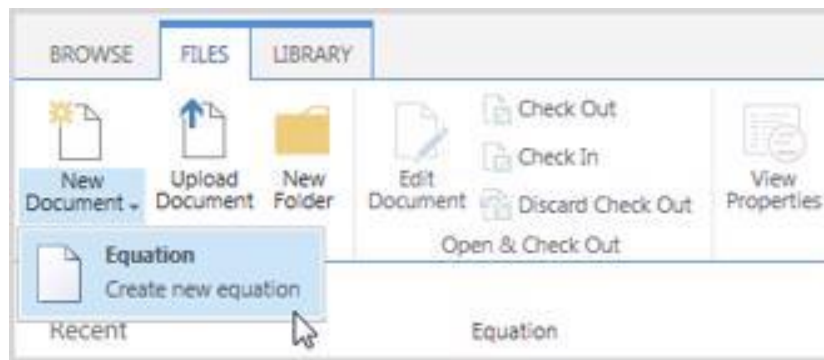 BROWSE FILES LIBRARY
New
Document
Upload
Document
New
Folder
Edit
Document
Check Out
Check In
Discard Check Out
View
Properties
Open & Check Out
Equation
Create new equation
Recent
Equation